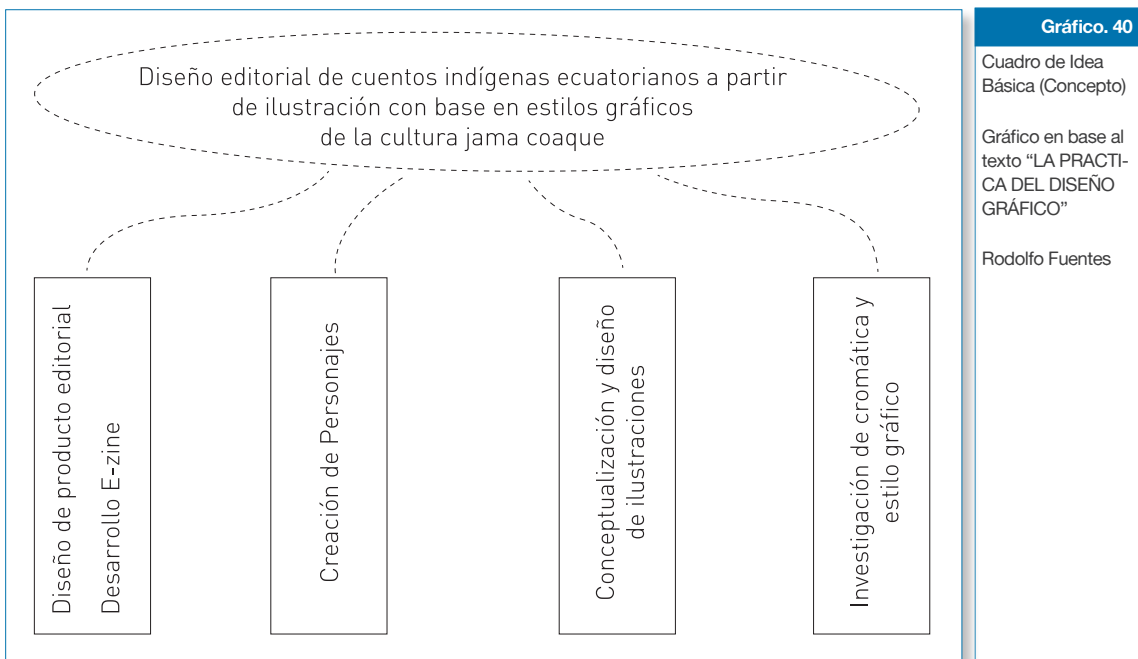 Diseño editorial de cuentos indígenas ecuatorianos a partir
de ilustración con base en estilos gráficos
de la cultura jama coaque
Diseño de producto editorial
Desarrollo E-zine
Creación de Personajes
Conceptualización y diseño
de ilustraciones
Investigación de cromática y
estilo gráfico
Gráfico. 40
Cuadro de Idea
Básica (Concepto)
Gráfico en base al
texto “LA PRACTI-
CA DEL DISEÑO
GRÁFICO”
Rodolfo Fuentes